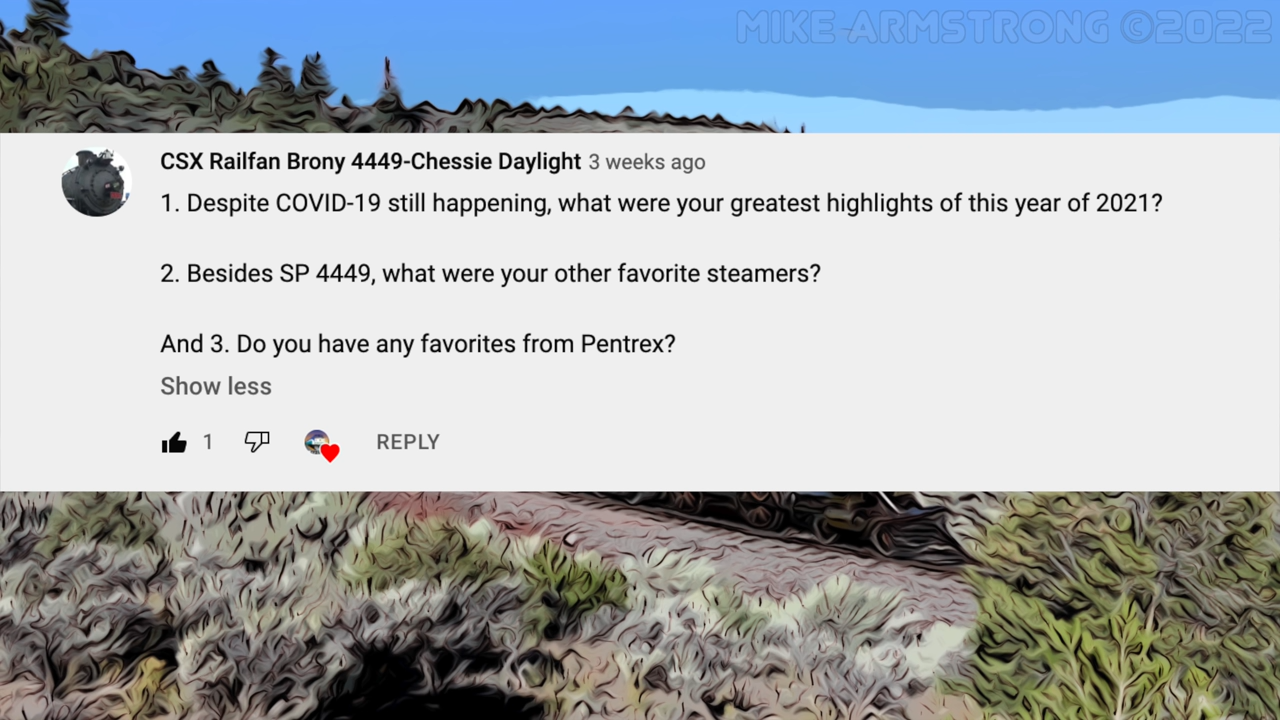 MIKE ARMSTRONG ©2022
CSX Railfan Brony 4449-Chessie Daylight 3 weeks ago
1. Despite COVID-19 still happening, what were your greatest highlights of this year of 2021?
2. Besides SP 4449, what were your other favorite steamers?
And 3. Do you have any favorites from Pentrex?
Show less
1 REPLY